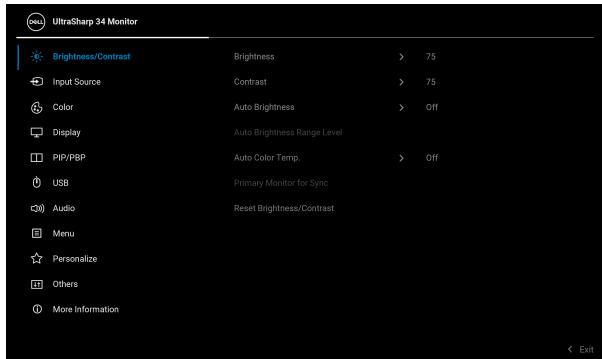 DELL UltraSharp 34 Monitor
Brightness/Contrast Brightness > 75
Input Source Contrast > 75
Color Auto Brightness > Off
Display Auto Brightness Range Level
PIP/PBP Auto Color Temp. > Off
USB Primary Monitor for Sync
Audio Reset Brightness/Contrast
Menu
Personalize
Others
More Information
< Exit